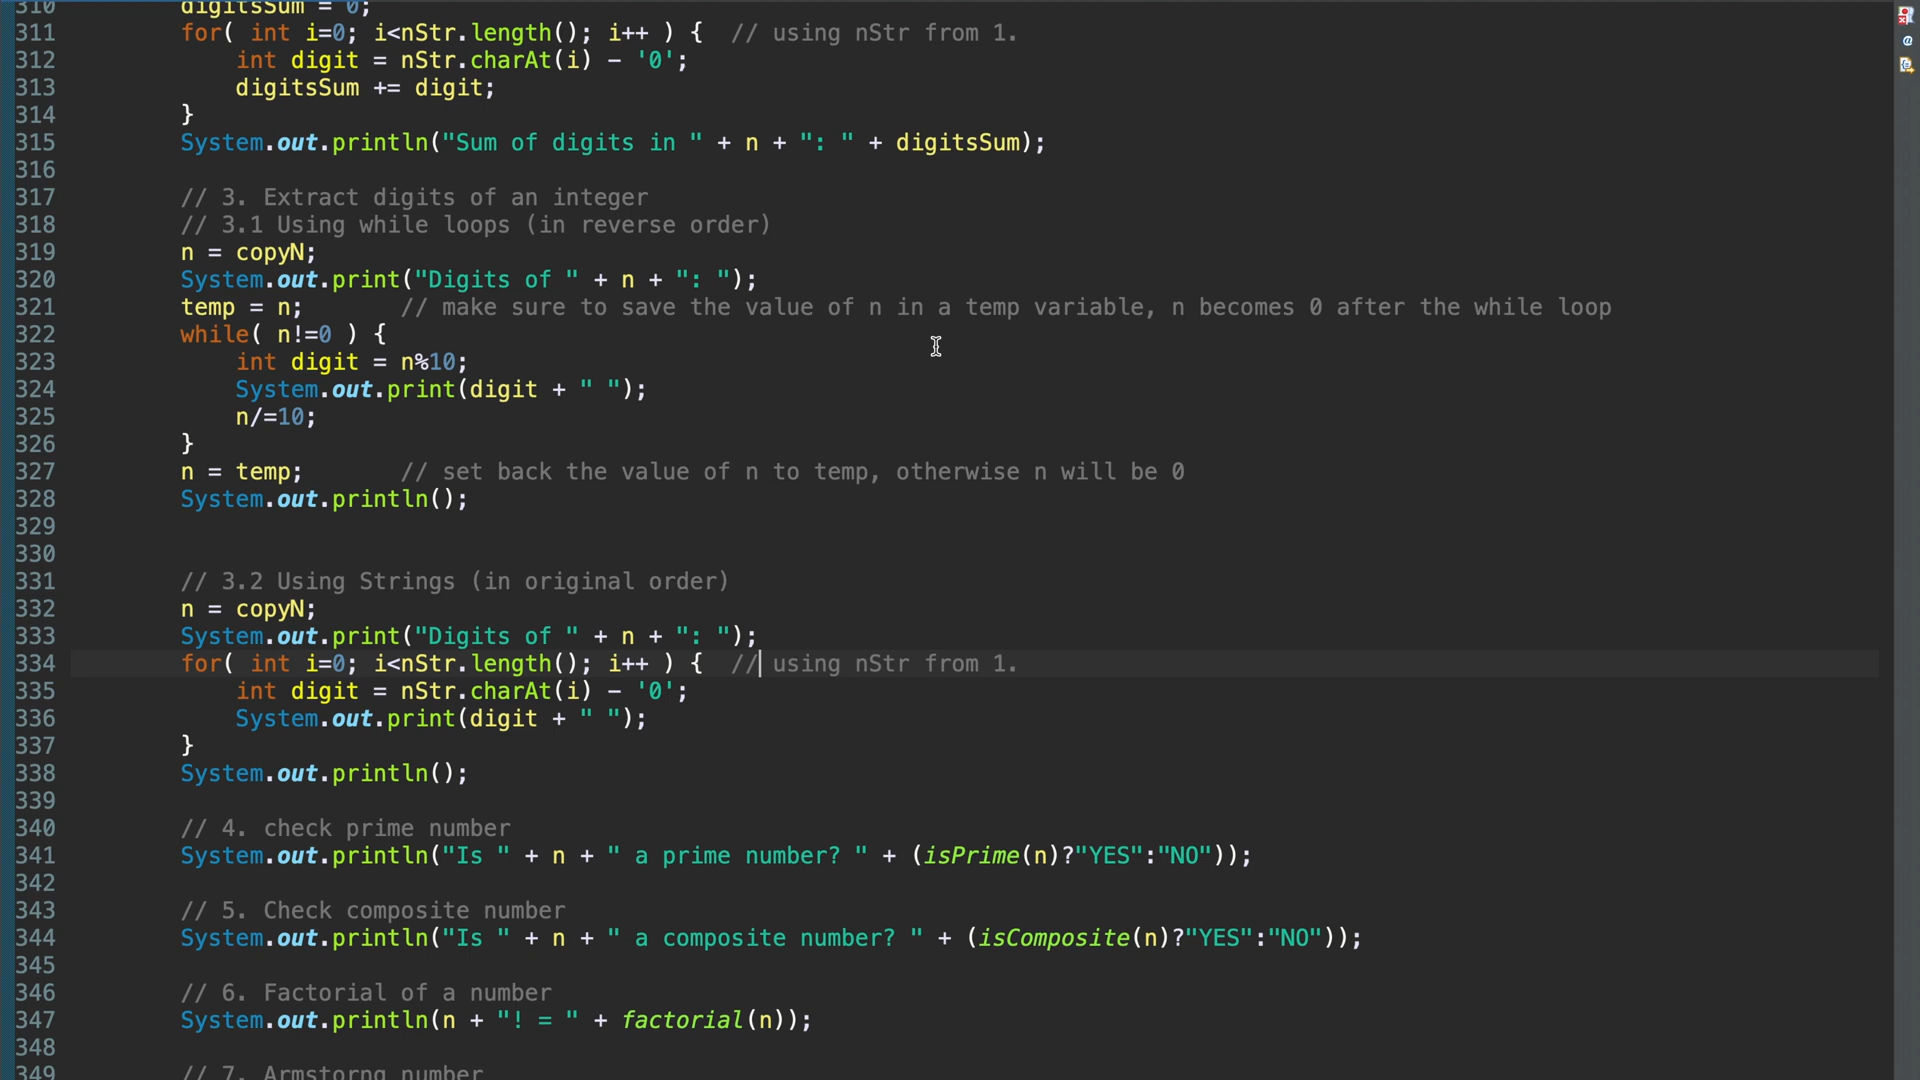 310 digitsSum = 0;
311 for( int i=0; i<nStr.length(); i++ ) { // using nStr from 1.
312 int digit = nStr.charAt(i) - '0';
313 digitsSum += digit;
314 }
315 System.out.println("Sum of digits in " + n + ": " + digitsSum);
316
317 // 3. Extract digits of an integer
318 // 3.1 Using while loops (in reverse order)
319 n = copyN;
320 System.out.print("Digits of " + n + ": ");
321 temp = n; // make sure to save the value of n in a temp variable, n becomes 0 after the while loop
322 while( n!=0 ) {
323 int digit = n%10;
324 System.out.print(digit + " ");
325 n/=10;
326 }
327 n = temp; // set back the value of n to temp, otherwise n will be 0
328 System.out.println();
329
330
331 // 3.2 Using Strings (in original order)
332 n = copyN;
333 System.out.print("Digits of " + n + ": ");
334 for( int i=0; i<nStr.length(); i++ ) { // using nStr from 1.
335 int digit = nStr.charAt(i) - '0';
336 System.out.print(digit + " ");
337 }
338 System.out.println();
339
340 // 4. check prime number
341 System.out.println("Is " + n + " a prime number? " + (isPrime(n)?"YES":"NO"));
342
343 // 5. Check composite number
344 System.out.println("Is " + n + " a composite number? " + (isComposite(n)?"YES":"NO"));
345
346 // 6. Factorial of a number
347 System.out.println(n + "! = " + factorial(n));
348
349 // 7. Armstorng number